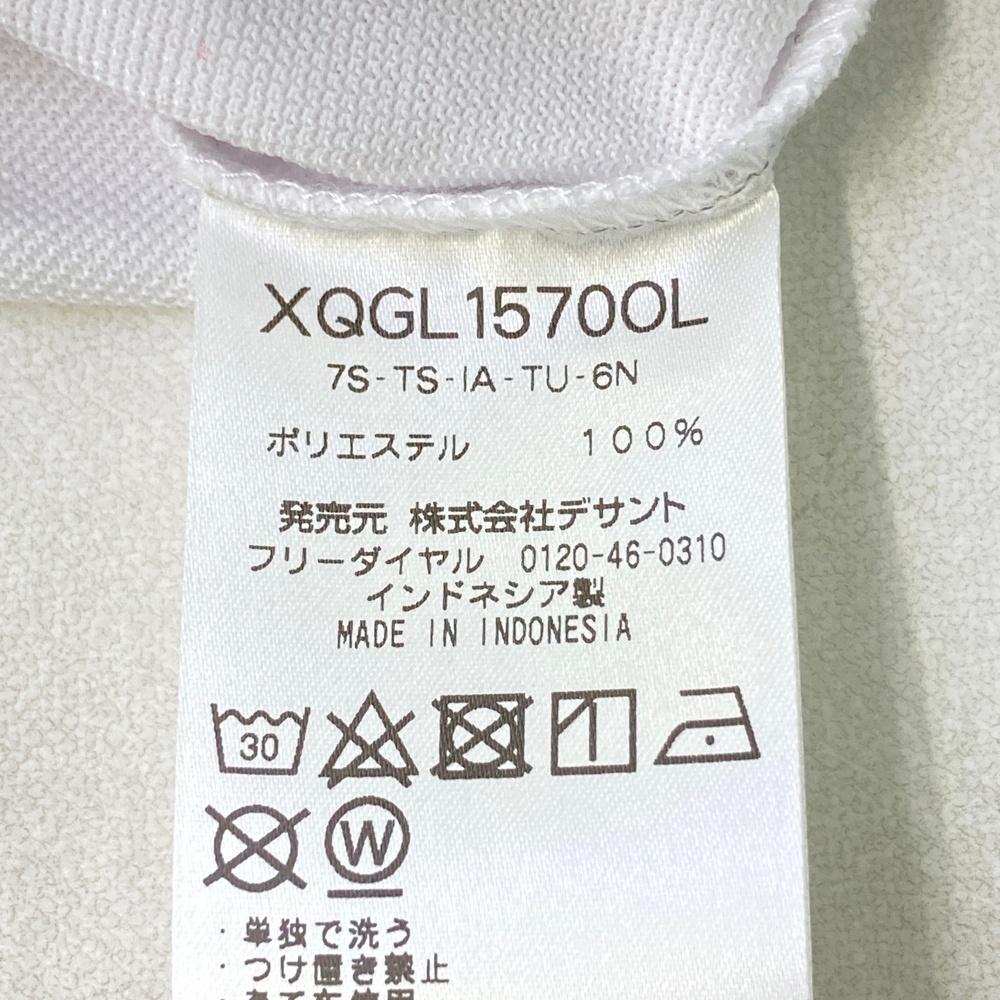 XQGL15700L
7S-TS-IA-TU-6N
ポリエステル 100%
発売元 株式会社デサント
フリーダイヤル 0120-46-0310
インドネシア製
MADE IN INDONESIA
30
W
・単独で洗う
・つけ置き禁止